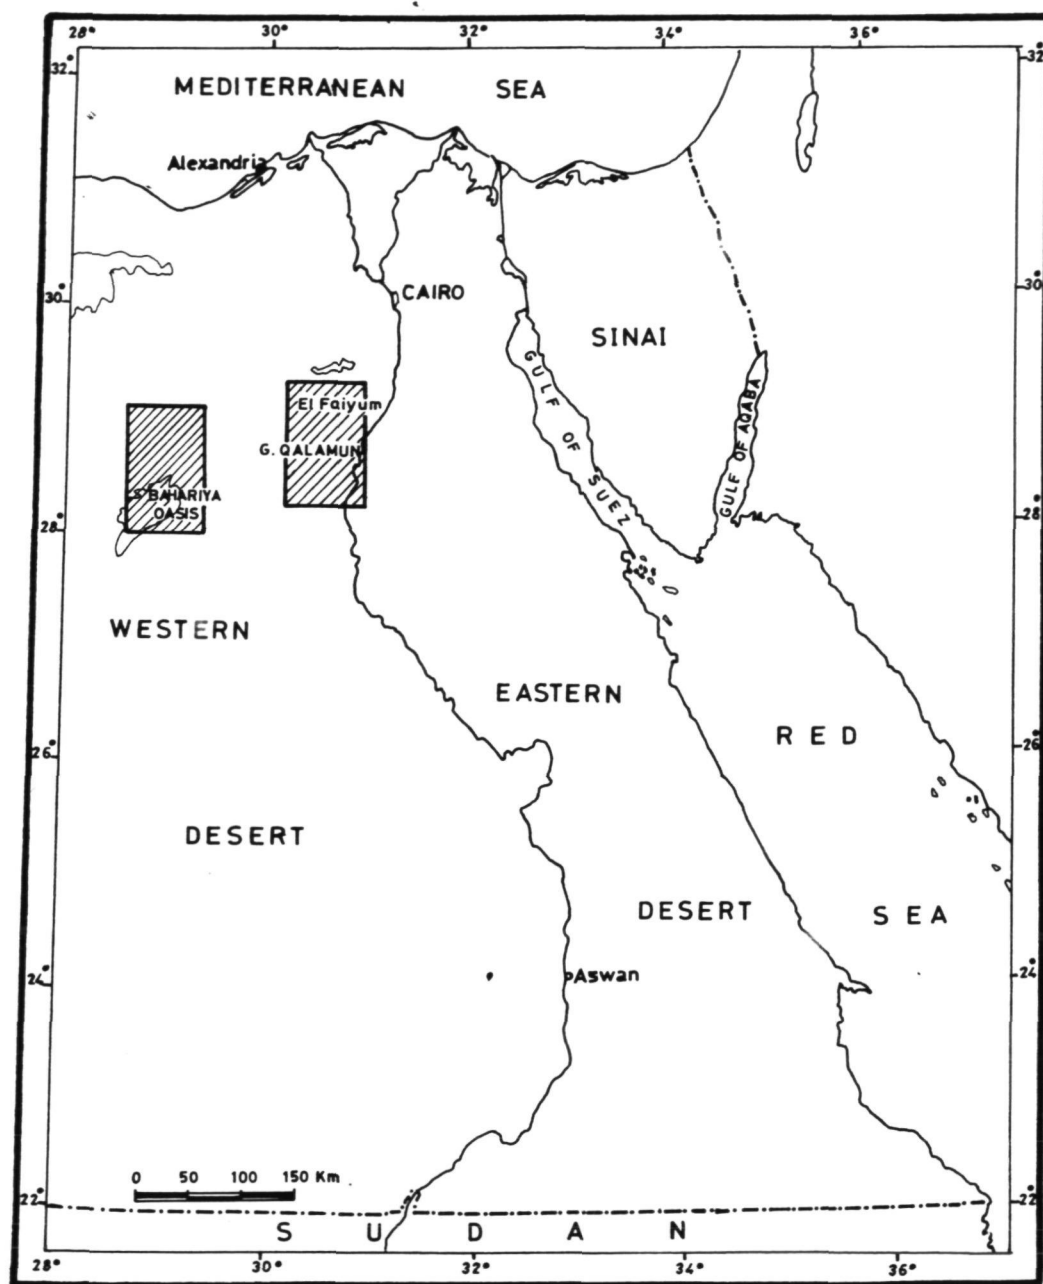 28° 30° 32° 34° 36°
32° 32°
MEDITERRANEAN SEA
Alexandria
30° 30°
CAIRO
SINAI
GULF OF SUEZ
GULF OF AQABA
El Faiyum
G. QALAMUN
S BAHARIYA
OASIS
28° 28°
WESTERN
EASTERN
RED
26° 26°
DESERT
DESERT
SEA
24° 24°
Aswan
0 50 100 150 Km
22° 22°
SUDAN
28° 30° 32° 34° 36°